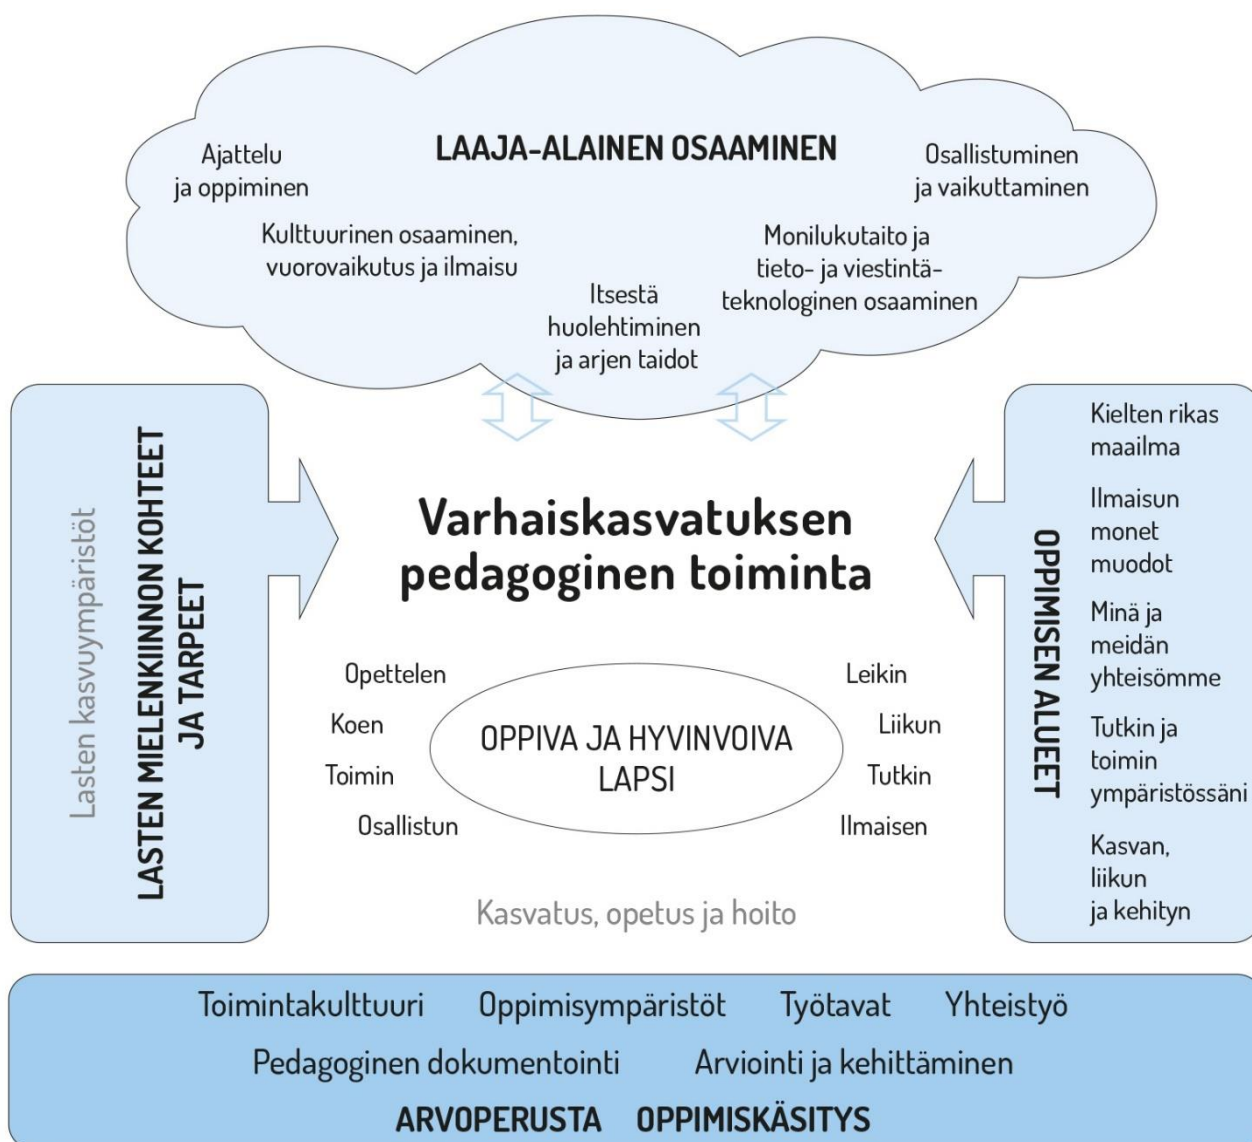 LAAJA-ALAINEN OSAAMINEN
Ajattelu
ja oppiminen
Kulttuurinen osaaminen,
vuorovaikutus ja ilmaisu
Itsestä
huolehtiminen
ja arjen taidot
Monilukutaito ja
tieto- ja viestintä-
teknologinen osaaminen
Osallistuminen
ja vaikuttaminen
Lasten kasvuympäristöt
LASTEN MIELENKIINNON KOHTEET
JA TARPEET
Varhaiskasvatuksen
pedagoginen toiminta
Opettelen
Koen
Toimin
Osallistun
OPPIVA JA HYVINVOIVA
LAPSI
Leikin
Liikun
Tutkin
Ilmaisen
Kasvatus, opetus ja hoito
OPPIMISEN ALUEET
Kielten rikas
maailma
Ilmaisun
monet
muodot
Minä ja
meidän
yhteisömme
Tutkin ja
toimin
ympäristössäni
Kasvan,
liikun
ja kehityn
Toimintakulttuuri Oppimisympäristöt Työtavat Yhteistyö
Pedagoginen dokumentointi Arviointi ja kehittäminen
ARVOPERUSTA OPPIMISKÄSITYS